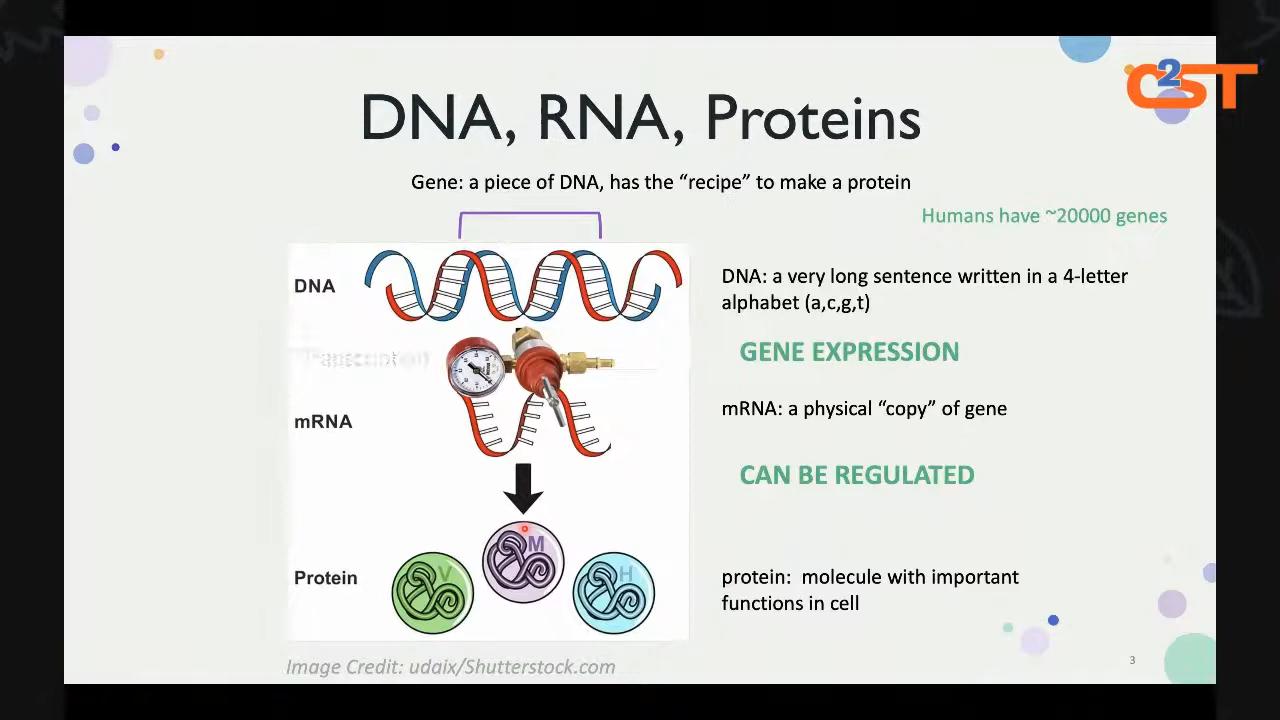 C2ST
DNA, RNA, Proteins
Gene: a piece of DNA, has the “recipe” to make a protein
Humans have ~20000 genes
DNA
DNA: a very long sentence written in a 4-letter
alphabet (a,c,g,t)
Transcription
GENE EXPRESSION
mRNA
mRNA: a physical “copy” of gene
CAN BE REGULATED
Protein
V
M
H
protein: molecule with important
functions in cell
Image Credit: udaix/Shutterstock.com
3